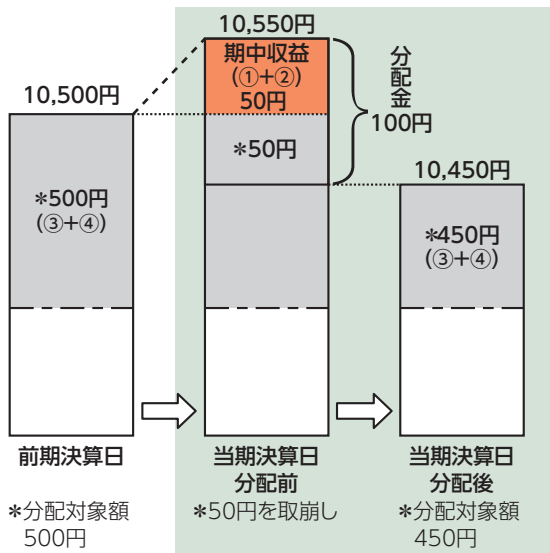 10,500円
*500円
(③+④)
前期決算日
*分配対象額
500円
10,550円
期中収益
(①+②)
50円
*50円
分配金
100円
当期決算日
分配前
*50円を取崩し
10,450円
*450円
(③+④)
当期決算日
分配後
*分配対象額
450円